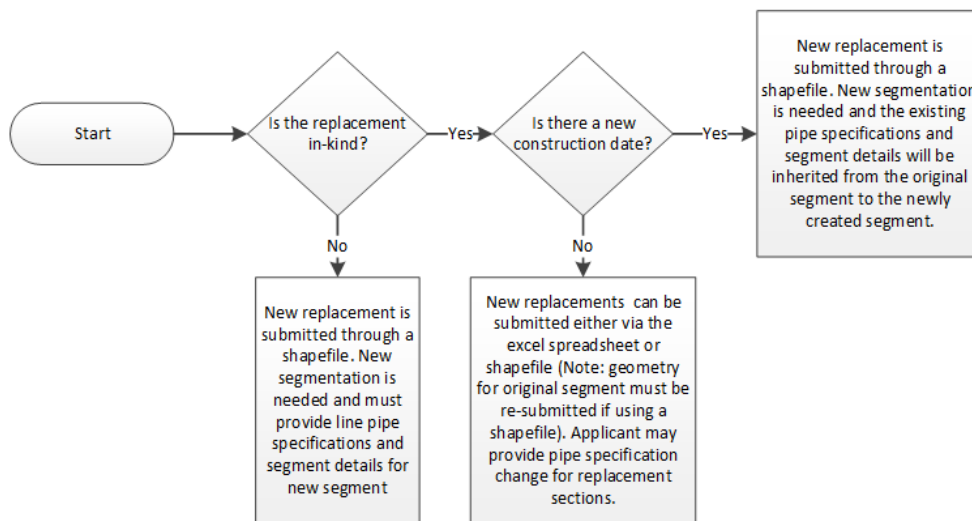 Start
Is the replacement
in-kind?
Yes
Is there a new
construction date?
Yes
New replacement is
submitted through a
shapefile. New segmentation
is needed and the existing
pipe specifications and
segment details will be
inherited from the original
segment to the newly
created segment.
No
No
New replacement is
submitted through a
shapefile. New
segmentation is
needed and must
provide line pipe
specifications and
segment details for
new segment
New replacements can be
submitted either via the
excel spreadsheet or
shapefile (Note: geometry
for original segment must be
re-submitted if using a
shapefile). Applicant may
provide pipe specification
change for replacement
sections.